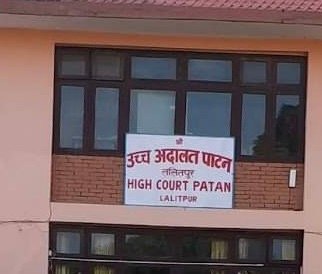 श्री
उच्च अदालत पाटन
ललितपूर
HIGH COURT PATAN
LALITPUR